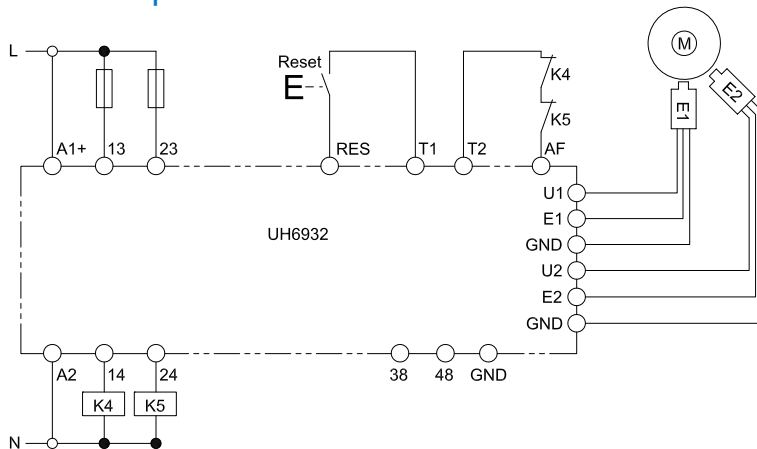 L
Reset
K4
K5
M
E1
E2
A1+ 13 23 RES T1 T2 AF
U1
E1
GND
U2
E2
GND
UH6932
A2 14 24 38 48 GND
K4 K5
N